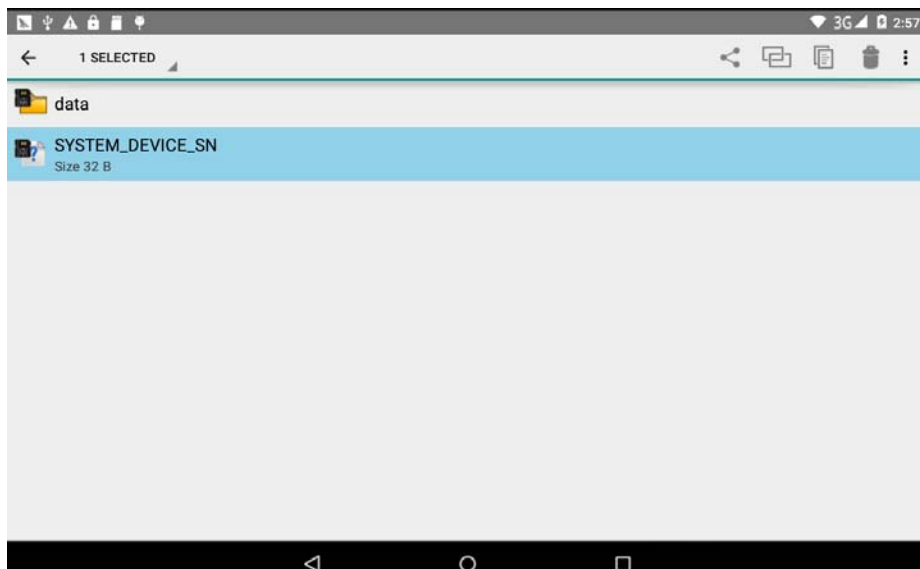 3G 2:57
1 SELECTED
data
SYSTEM_DEVICE_SN
Size 32 B